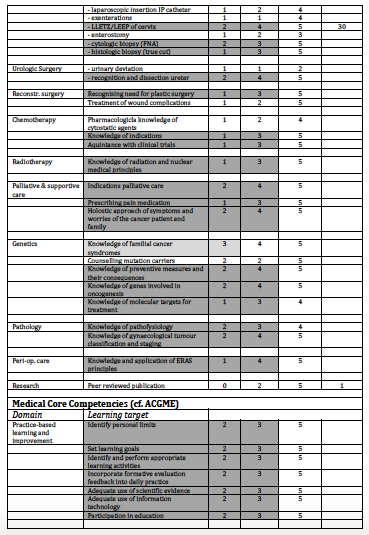 - laparoscopic insertion IP catheter 1 2 4
- exenterations 1 1 4
- LLETZ/LEEP of cervix 2 4 5 30
- enterostomy 1 2 3
- cytologic biopsy (FNA) 2 3 5
- histologic biopsy (true cut) 1 3 5
Urologic Surgery - urinary deviation 1 1 2
- recognition and dissection ureter 2 4 5
Reconstr. surgery Recognising need for plastic surgery 1 3 5
Treatment of wound complications 1 2 5
Chemotherapy Pharmacologicla knowledge of 1 2 4
cytostatic agents
Knowledge of indications 1 3 5
Aquintance with clinical trials 1 3 5
Radiotherapy Knowledge of radiation and nuclear 1 3 5
medical principles
Palliative & supportive Indications palliative care 2 4 5
care
Prescribing pain medication 1 3 5
Holostic approach of symptoms and 2 4 5
worries of the cancer patient and
family
Genetics Knowledge of familial cancer 3 4 5
syndromes
Counselling mutation carriers 2 2 5
Knowledge of preventive measures and 2 4 5
their consequences
Knowledge of genes involved in 2 4 5
oncogenesis
Knowledge of molecular targets for 1 3 4
treatment
Pathology Knowledge of pathofysiology 2 3 4
Knowledge of gynaecological tumour 2 4 5
classification and staging
Peri-op. care Knowledge and application of ERAS 1 4 5
principles
Research Peer reviewed publication 0 2 5 1
Medical Core Competencies (cf. ACGME)
Domain Learning target
Practice-based Identify personal limits 2 3 5
learning and
improvement
Set learning goals 2 3 5
Identify and perform appropriate 2 3 5
learning activities
Incorporate formative evaluation 2 3 5
feedback into daily practice
Adequate use of scientific evidence 2 3 5
Adequate use of information 2 3 5
technology
Participation in education 2 3 5